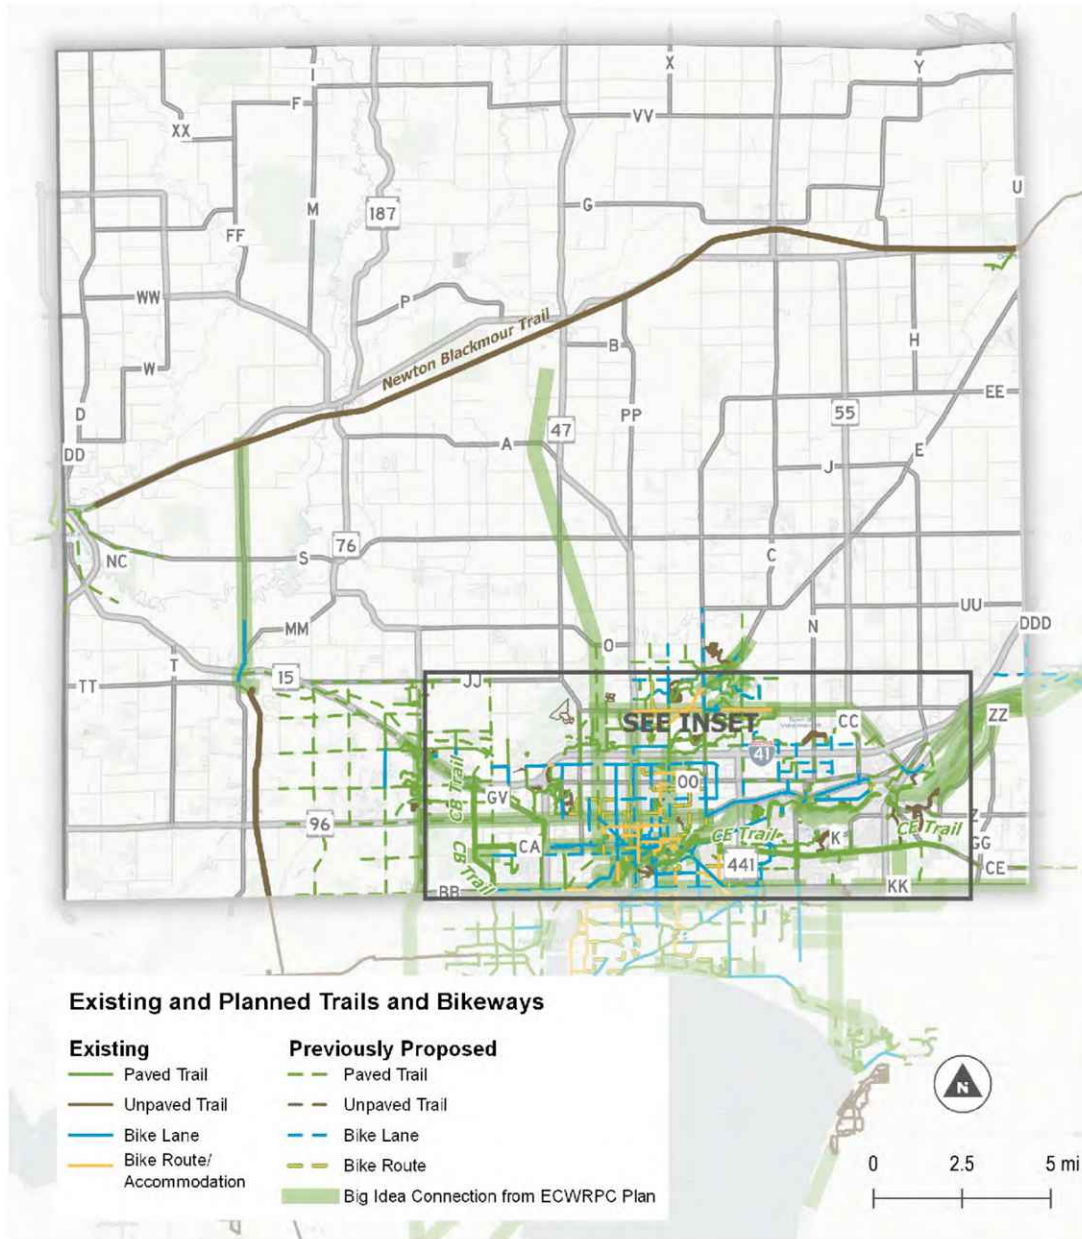 X
Y
I
F
VV
XX
U
M
187
G
FF
WW
P
Newton Blackmour Trail
H
B
W
EE
D
PP
55
47
A
E
DD
J
76
C
NC
S
UU
MM
N
DDD
O
T
15
TT
JJ
ZZ
SEE INSET
CC
41
CB Trail
00
GV
96
CE Trail
Z
CE Trail
CA
K
GG
CB Trail
441
CE
BB
KK
Existing and Planned Trails and Bikeways
Existing
Previously Proposed
Paved Trail
Paved Trail
Unpaved Trail
Unpaved Trail
Bike Lane
Bike Lane
Bike Route/
Accommodation
Bike Route
Big Idea Connection from ECWRPC Plan
N
0 2.5 5 mi